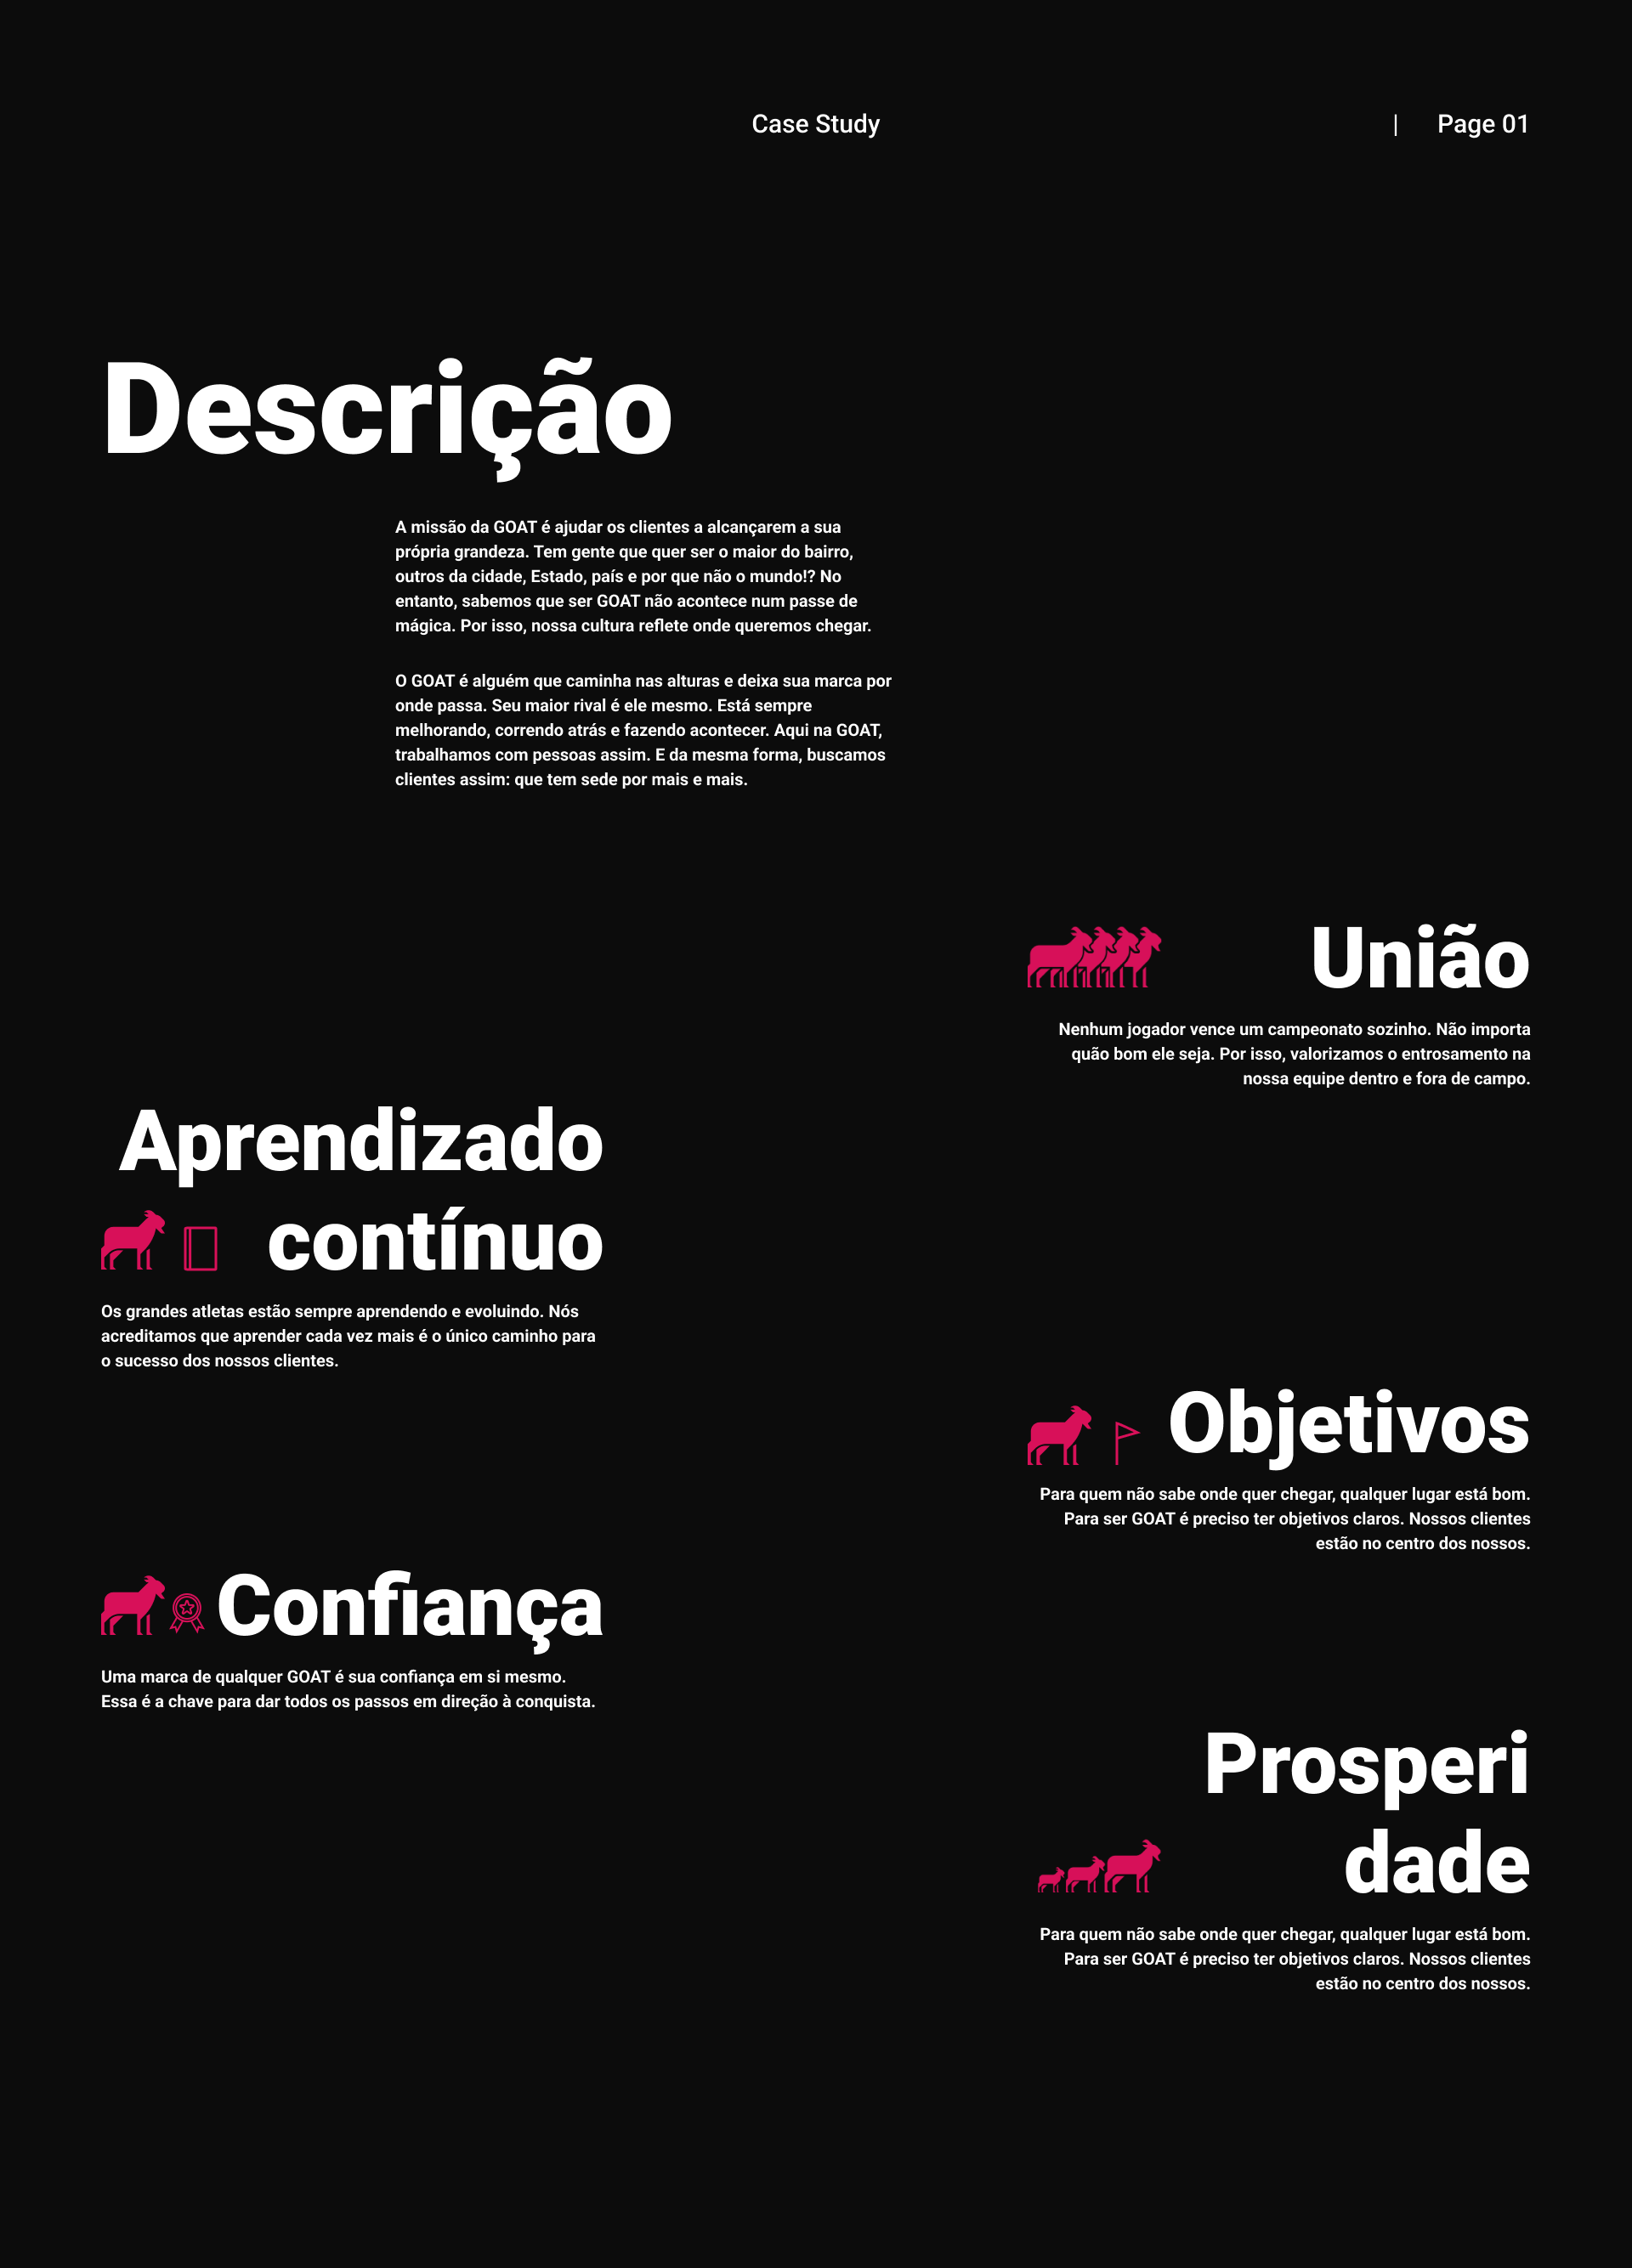 Case Study
| Page 01
Descrição
A missão da GOAT é ajudar os clientes a alcançarem a sua
própria grandeza. Tem gente que quer ser o maior do bairro,
outros da cidade, Estado, país e por que não o mundo!? No
entanto, sabemos que ser GOAT não acontece num passe de
mágica. Por isso, nossa cultura reflete onde queremos chegar.
O GOAT é alguém que caminha nas alturas e deixa sua marca por
onde passa. Seu maior rival é ele mesmo. Está sempre
melhorando, correndo atrás e fazendo acontecer. Aqui na GOAT,
trabalhamos com pessoas assim. E da mesma forma, buscamos
clientes assim: que tem sede por mais e mais.
União
Nenhum jogador vence um campeonato sozinho. Não importa
quão bom ele seja. Por isso, valorizamos o entrosamento na
nossa equipe dentro e fora de campo.
Aprendizado
contínuo
Os grandes atletas estão sempre aprendendo e evoluindo. Nós
acreditamos que aprender cada vez mais é o único caminho para
o sucesso dos nossos clientes.
Objetivos
Para quem não sabe onde quer chegar, qualquer lugar está bom.
Para ser GOAT é preciso ter objetivos claros. Nossos clientes
estão no centro dos nossos.
Confiança
Uma marca de qualquer GOAT é sua confiança em si mesmo.
Essa é a chave para dar todos os passos em direção à conquista.
Prosperi
dade
Para quem não sabe onde quer chegar, qualquer lugar está bom.
Para ser GOAT é preciso ter objetivos claros. Nossos clientes
estão no centro dos nossos.